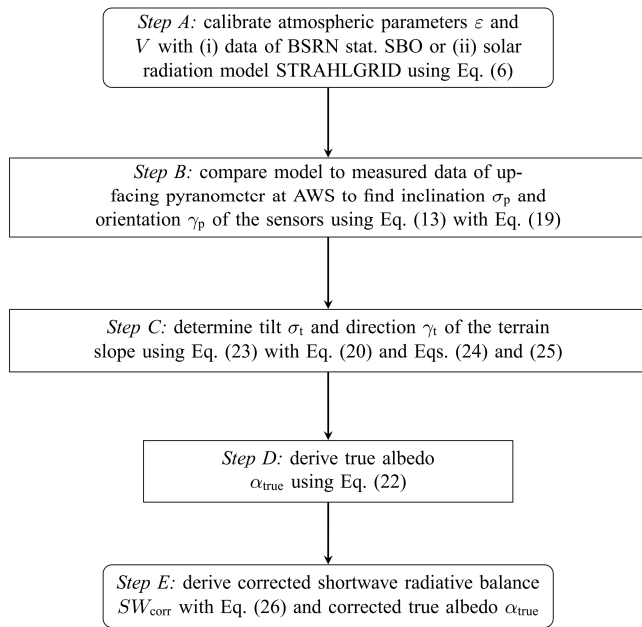 Step A: calibrate atmospheric parameters ε and
V with (i) data of BSRN stat. SBO or (ii) solar
radiation model STRAHLGRID using Eq. (6)
Step B: compare model to measured data of up-
facing pyranometer at AWS to find inclination σp and
orientation γp of the sensors using Eq. (13) with Eq. (19)
Step C: determine tilt σt and direction γt of the terrain
slope using Eq. (23) with Eq. (20) and Eqs. (24) and (25)
Step D: derive true albedo
αtrue using Eq. (22)
Step E: derive corrected shortwave radiative balance
SWcorr with Eq. (26) and corrected true albedo αtrue